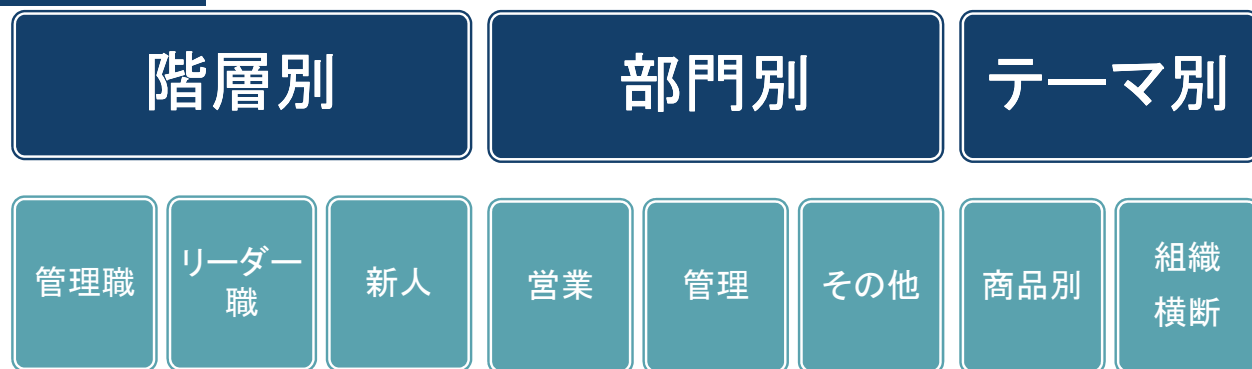 階層別
部門別
テーマ別
管理職
リーダー
職
新人
営業
管理
その他
商品別
組織
横断